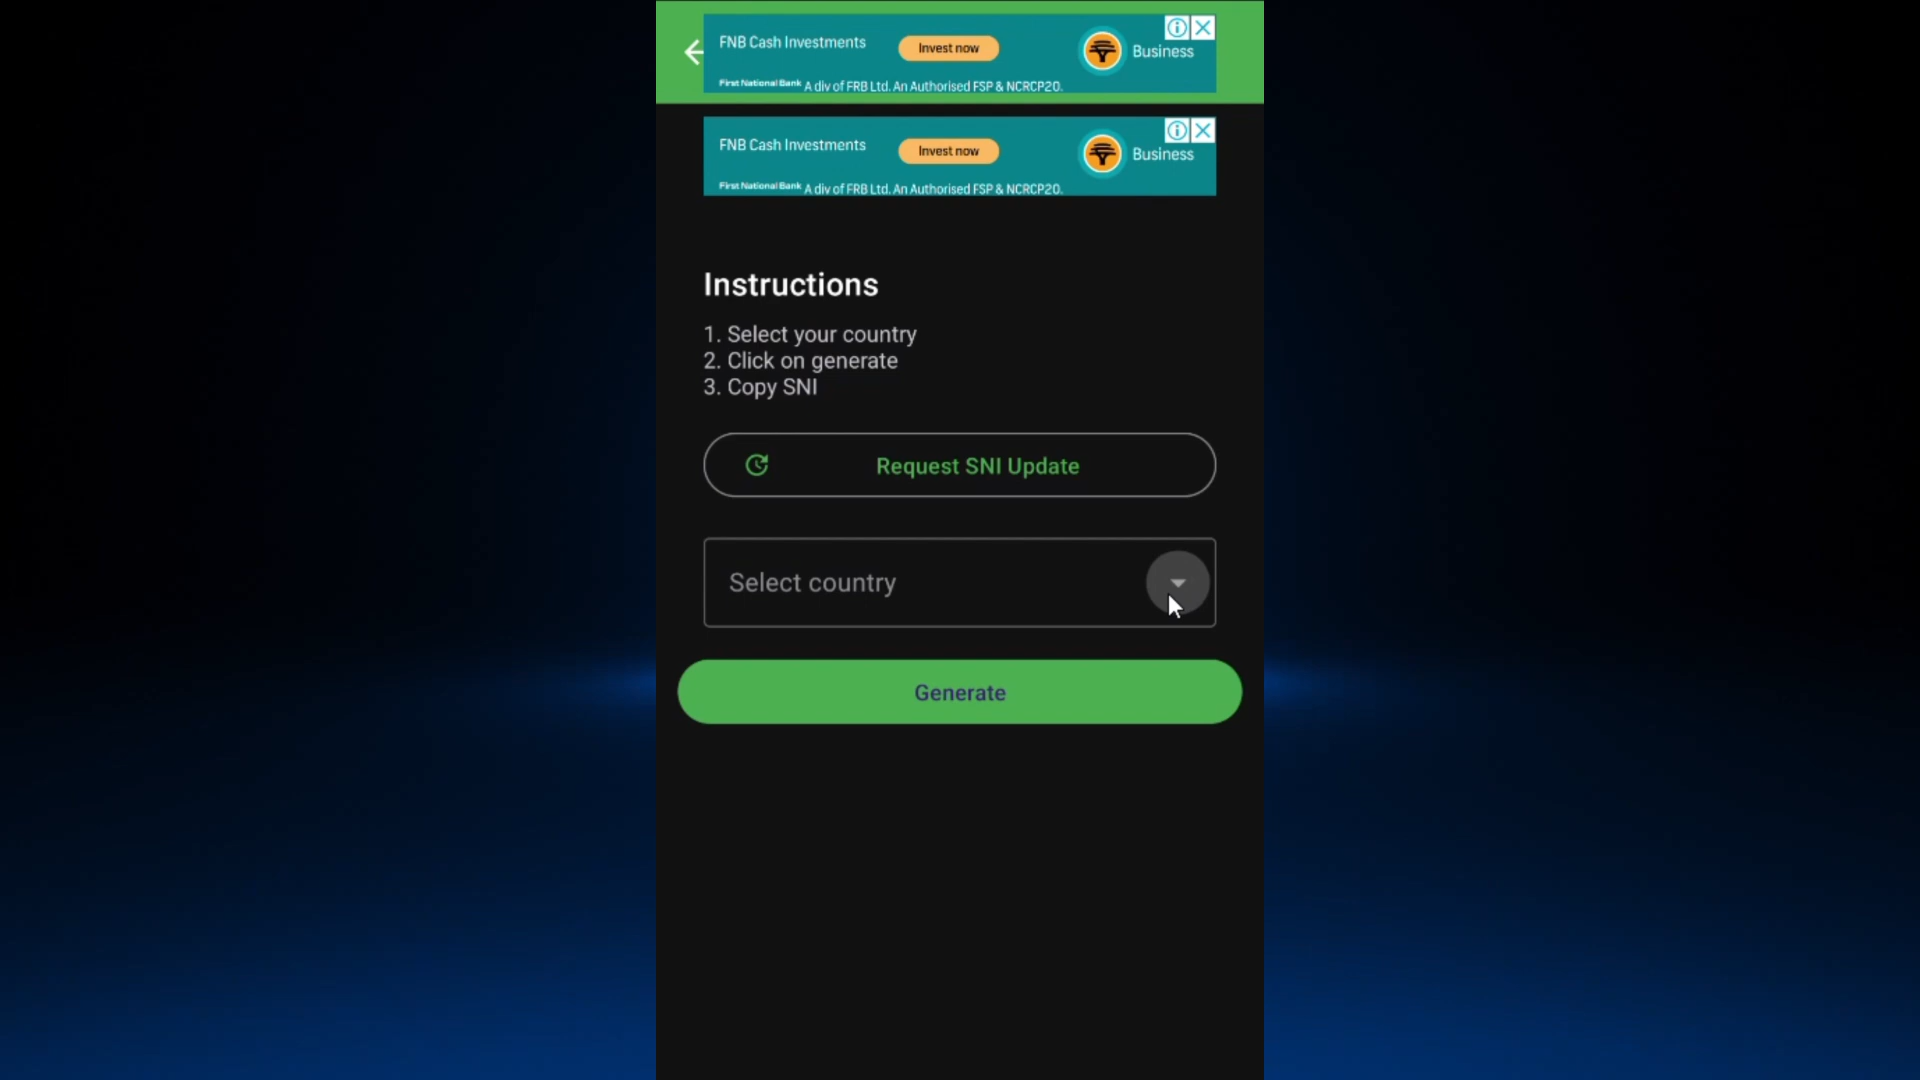 FNB Cash Investments
Invest now
Business
First National Bank A div of FRB Ltd. An Authorised FSP & NCRCP20.
FNB Cash Investments
Invest now
Business
First National Bank A div of FRB Ltd. An Authorised FSP & NCRCP20.
Instructions
1. Select your country
2. Click on generate
3. Copy SNI
Request SNI Update
Select country
Generate